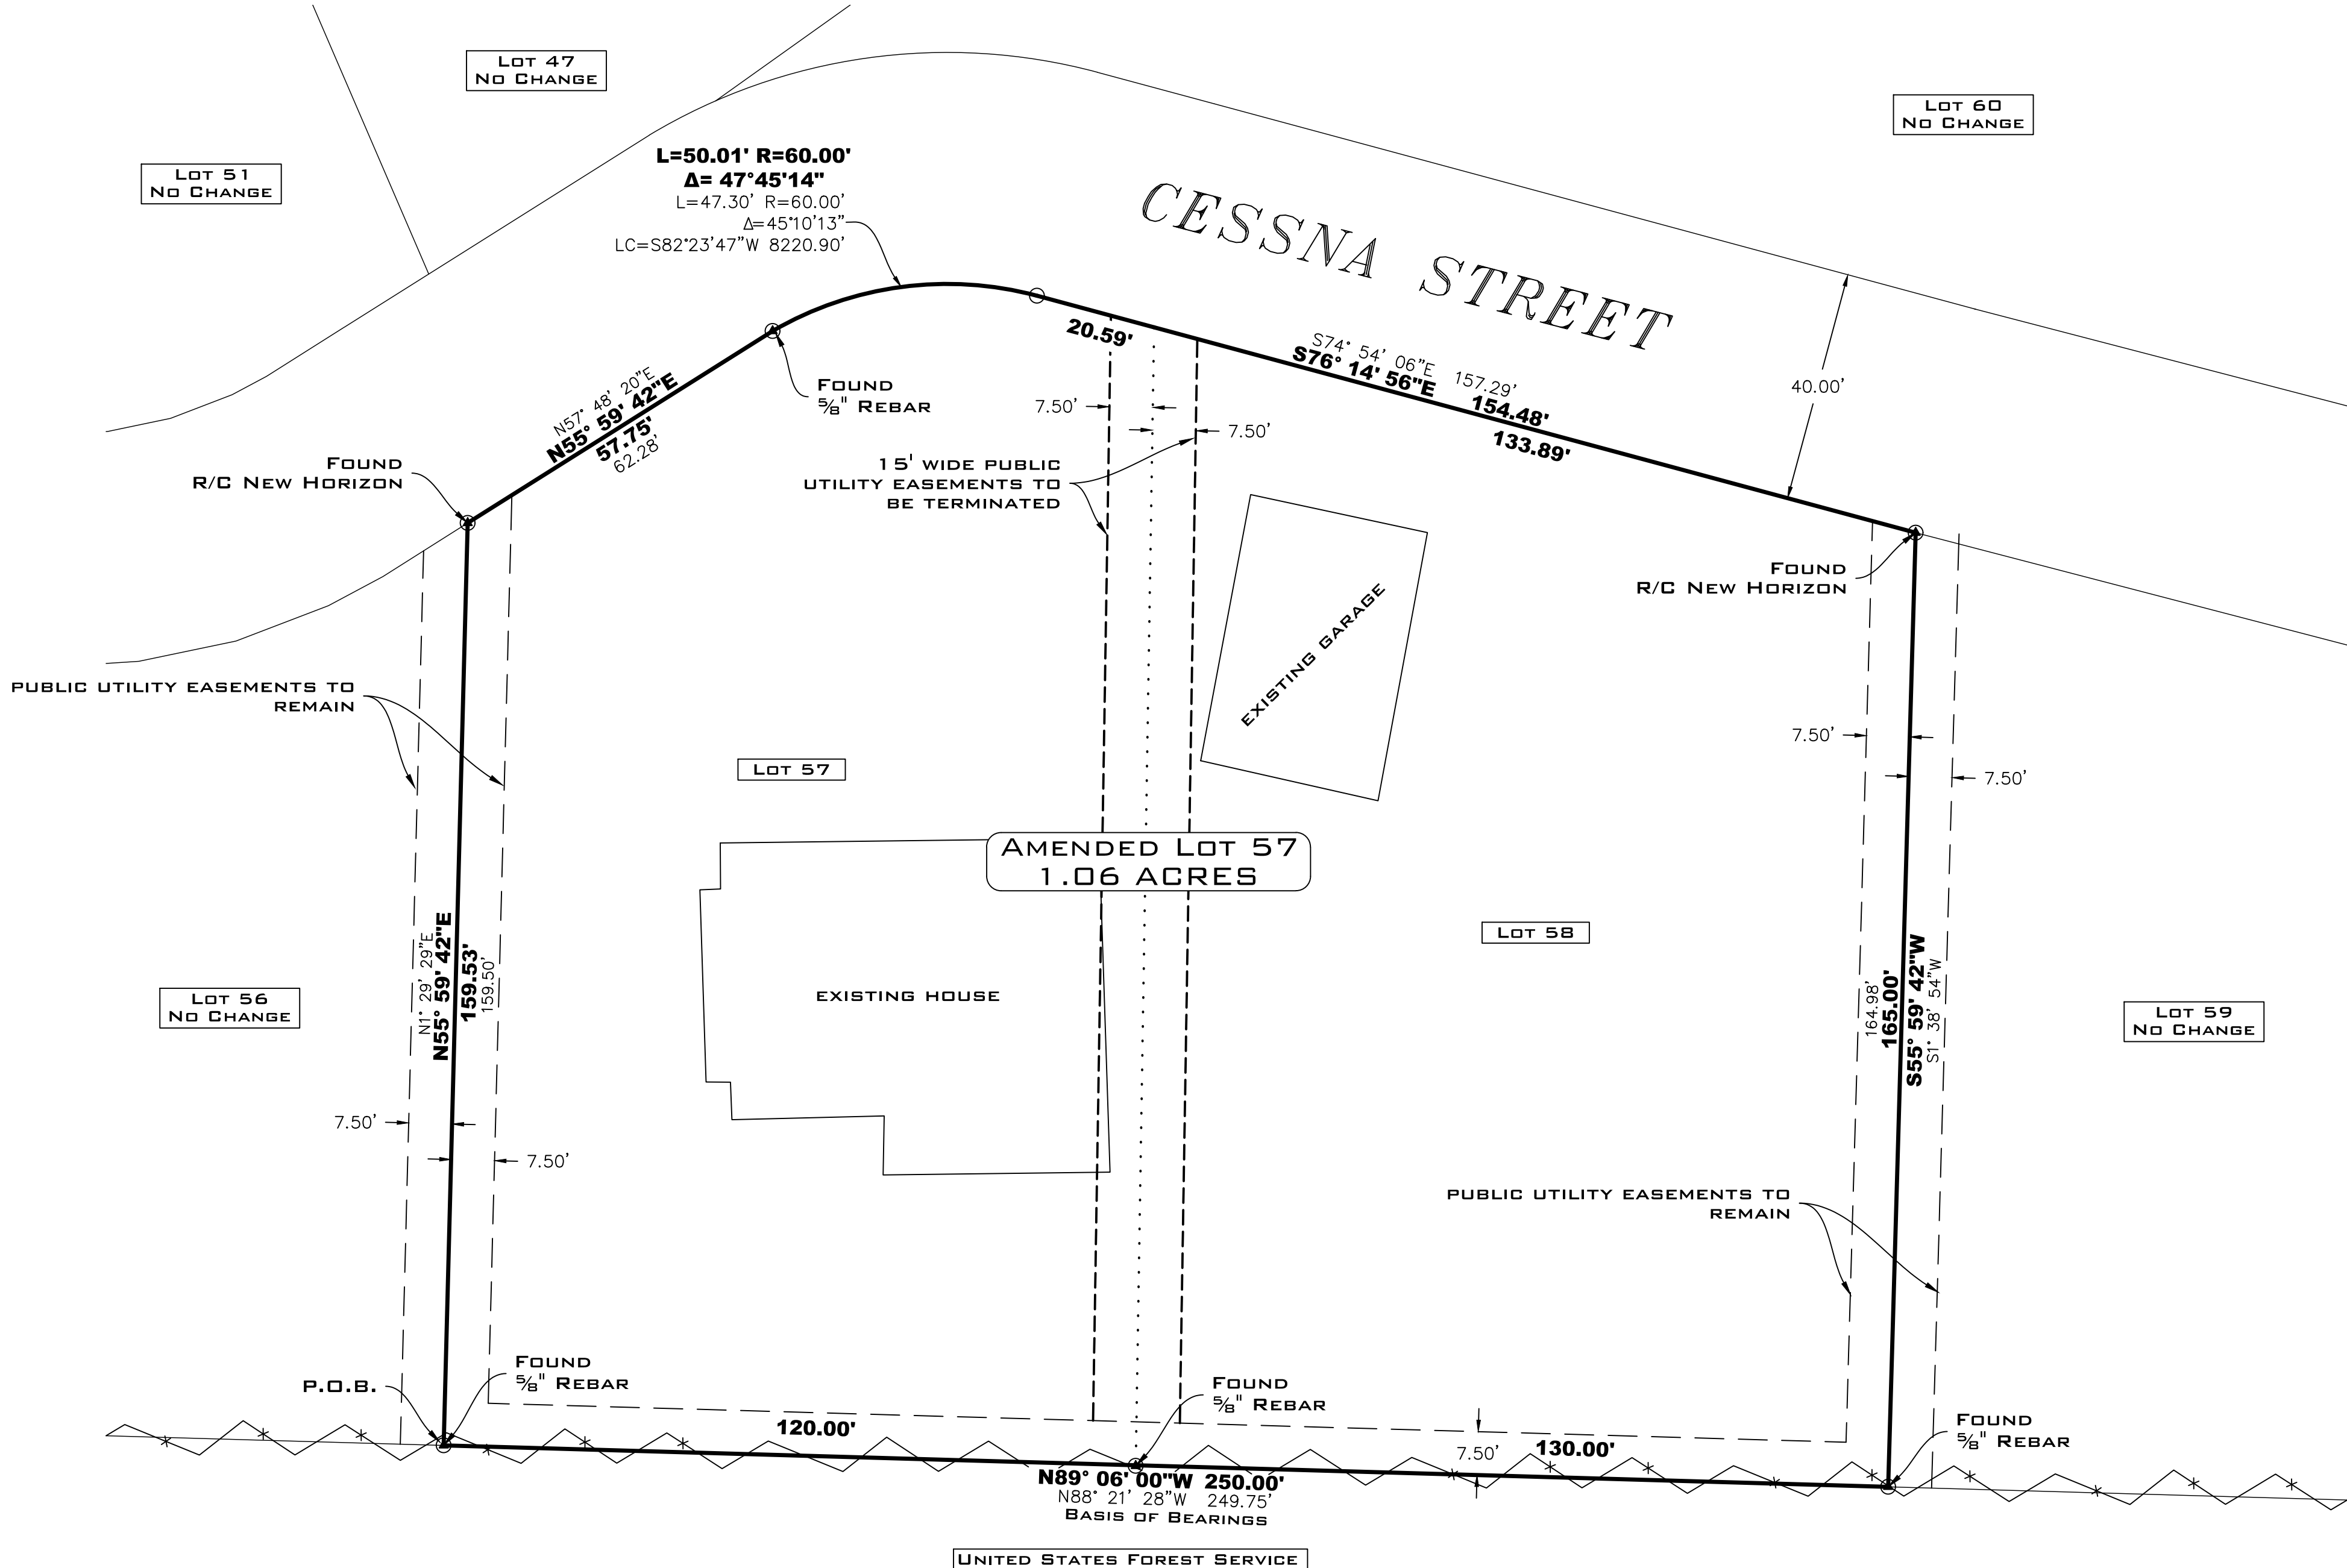 Lot 47
No Change
Lot 60
No Change
Lot 51
No Change
L=50.01' R=60.00'
Δ= 47°45'14"
L=47.30' R=60.00'
Δ=45°10'13"
LC=S82°23'47"W 8220.90'
CESSNA STREET
20.59'
S74° 54' 06"E 157.29'
S76° 14' 56"E 154.48'
133.89'
40.00'
N57° 48' 20"E
N55° 59' 42"E
57.75'
62.28'
Found
5/8" Rebar
7.50'
7.50'
15' wide public
utility easements to
be terminated
Found
R/C New Horizon
Found
R/C New Horizon
Existing Garage
public utility easements to
remain
7.50'
7.50'
Lot 57
Amended Lot 57
1.06 Acres
Lot 58
Existing House
N1° 29' 29"E
N55° 59' 42"E
159.53'
159.50'
164.98'
165.00'
S55° 59' 42"W
S1° 38' 54"W
Lot 56
No Change
Lot 59
No Change
7.50'
7.50'
public utility easements to
remain
P.O.B.
Found
5/8" Rebar
Found
5/8" Rebar
Found
5/8" Rebar
120.00'
7.50'
130.00'
N89° 06' 00"W 250.00'
N88° 21' 28"W 249.75'
Basis of Bearings
United States Forest Service